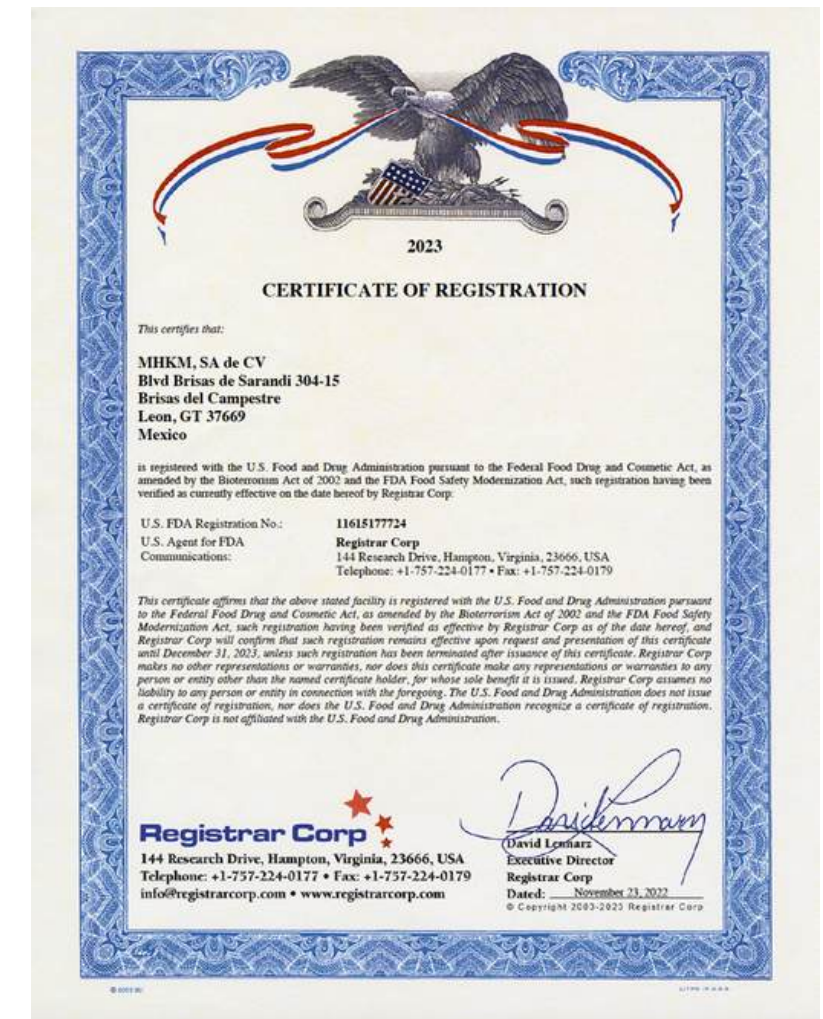 2023
CERTIFICATE OF REGISTRATION
This certifies that:
MHKM, SA de CV
Blvd Brisas de Sarandi 304-15
Brisas del Campestre
Leon, GT 37669
Mexico
is registered with the U.S. Food and Drug Administration pursuant to the Federal Food Drug and Cosmetic Act, as
amended by the Bioterrorism Act of 2002 and the FDA Food Safety Modernization Act, such registration having been
verified as currently effective on the date hereof by Registrar Corp:
U.S. FDA Registration No.: 11615177724
U.S. Agent for FDA Registrar Corp
Communications: 144 Research Drive, Hampton, Virginia, 23666, USA
Telephone: +1-757-224-0177 • Fax: +1-757-224-0179
This certificate affirms that the above stated facility is registered with the U.S. Food and Drug Administration pursuant
to the Federal Food Drug and Cosmetic Act, as amended by the Bioterrorism Act of 2002 and the FDA Food Safety
Modernization Act, such registration having been verified as effective by Registrar Corp as of the date hereof, and
Registrar Corp will confirm that such registration remains effective upon request and presentation of this certificate
until December 31, 2023, unless such registration has been terminated after issuance of this certificate. Registrar Corp
makes no other representations or warranties, nor does this certificate make any representations or warranties to any
person or entity other than the named certificate holder, for whose sole benefit it is issued. Registrar Corp assumes no
liability to any person or entity in connection with the foregoing. The U.S. Food and Drug Administration does not issue
a certificate of registration, nor does the U.S. Food and Drug Administration recognize a certificate of registration.
Registrar Corp is not affiliated with the U.S. Food and Drug Administration.
Registrar Corp
144 Research Drive, Hampton, Virginia, 23666, USA
Telephone: +1-757-224-0177 • Fax: +1-757-224-0179
info@registrarcorp.com • www.registrarcorp.com
David Lennarz
Executive Director
Registrar Corp
Dated: November 23, 2022
© Copyright 2003-2023 Registrar Corp
LITHO IN U.S.A.